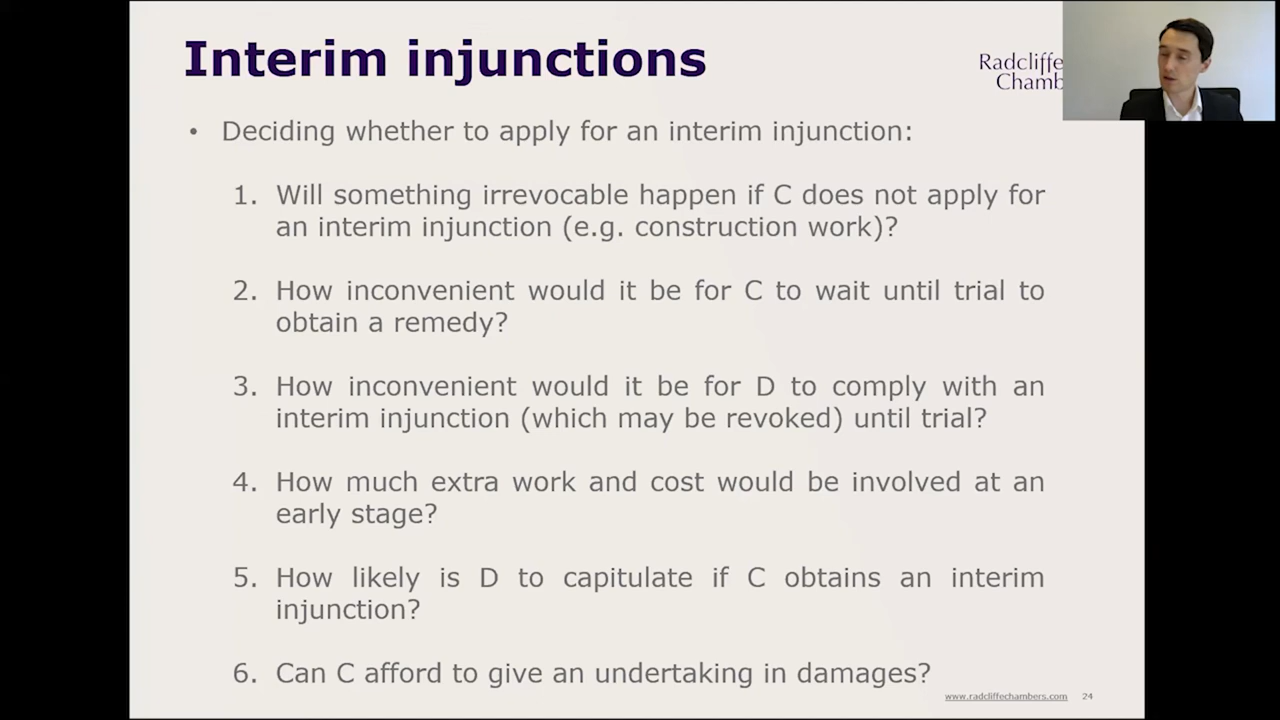 Interim injunctions
Radcliffe
Chamb
• Deciding whether to apply for an interim injunction:
1. Will something irrevocable happen if C does not apply for
an interim injunction (e.g. construction work)?
2. How inconvenient would it be for C to wait until trial to
obtain a remedy?
3. How inconvenient would it be for D to comply with an
interim injunction (which may be revoked) until trial?
4. How much extra work and cost would be involved at an
early stage?
5. How likely is D to capitulate if C obtains an interim
injunction?
6. Can C afford to give an undertaking in damages?
www.radcliffechambers.com 24